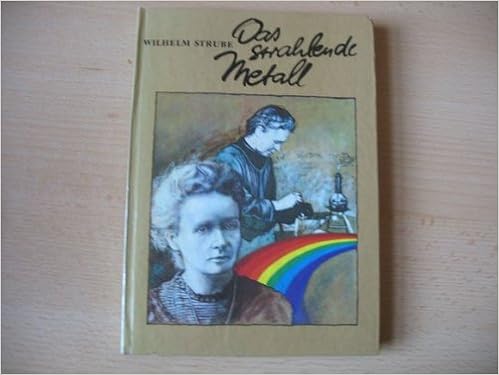 WILHELM STRUBE
Das
strahlende
Metall